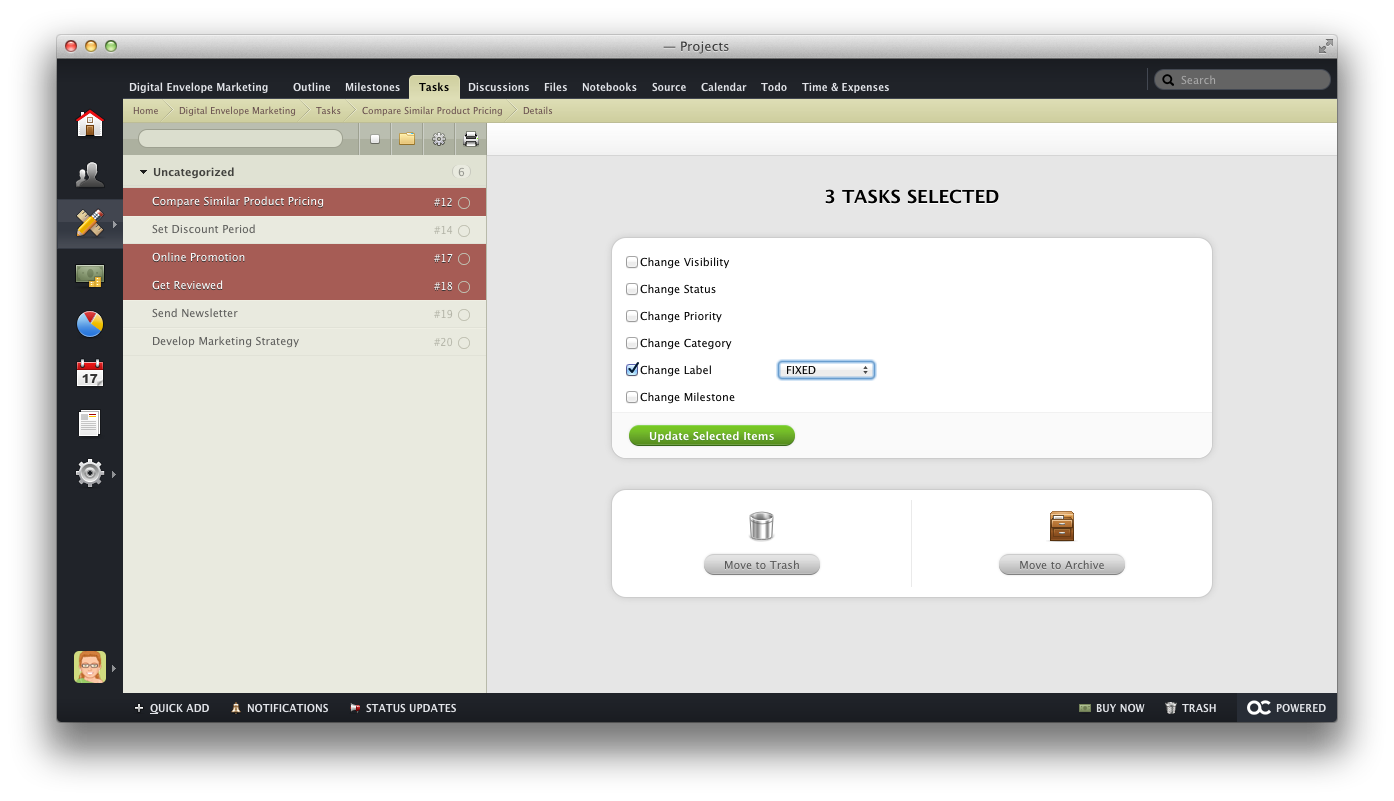 — Projects
Digital Envelope Marketing Outline Milestones Tasks Discussions Files Notebooks Source Calendar Todo Time & Expenses Search
Home Digital Envelope Marketing Tasks Compare Similar Product Pricing Details
Uncategorized 6
Compare Similar Product Pricing #12
Set Discount Period #14
Online Promotion #17
Get Reviewed #18
Send Newsletter #19
Develop Marketing Strategy #20
17
3 TASKS SELECTED
Change Visibility
Change Status
Change Priority
Change Category
Change Label FIXED
Change Milestone
Update Selected Items
Move to Trash Move to Archive
QUICK ADD NOTIFICATIONS STATUS UPDATES BUY NOW TRASH POWERED